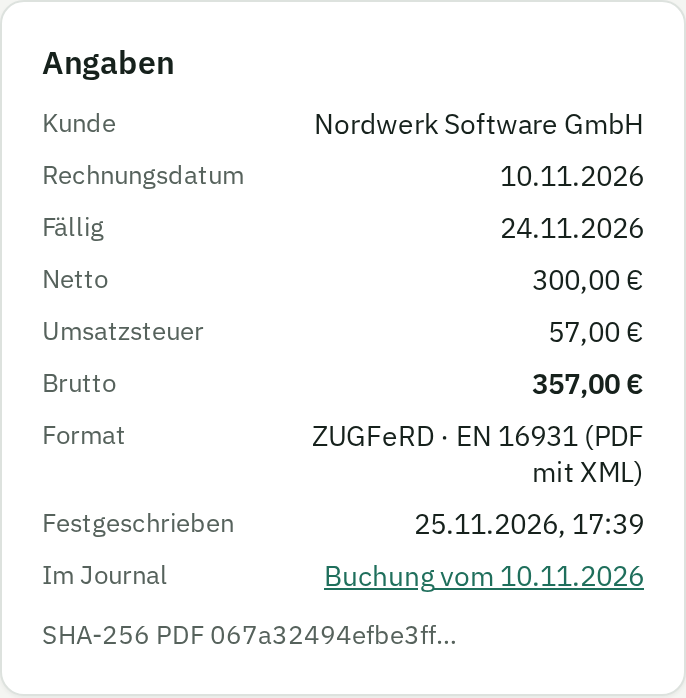 Angaben
Kunde Nordwerk Software GmbH
Rechnungsdatum 10.11.2026
Fällig 24.11.2026
Netto 300,00 €
Umsatzsteuer 57,00 €
Brutto 357,00 €
Format ZUGFeRD · EN 16931 (PDF
mit XML)
Festgeschrieben 25.11.2026, 17:39
Im Journal Buchung vom 10.11.2026
SHA-256 PDF 067a32494efbe3ff…